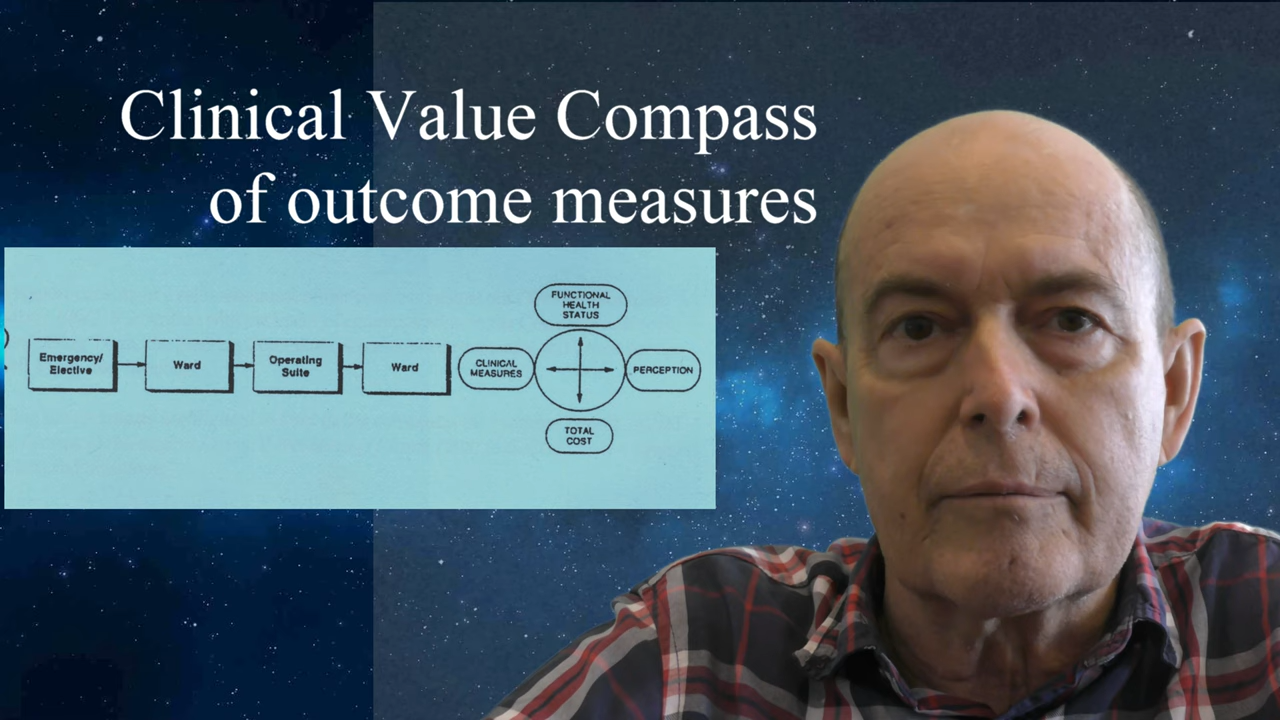 Clinical Value Compass
of outcome measures
Emergency/
Elective
Ward
Operating
Suite
Ward
FUNCTIONAL
HEALTH
STATUS
CLINICAL
MEASURES
PERCEPTION
TOTAL
COST